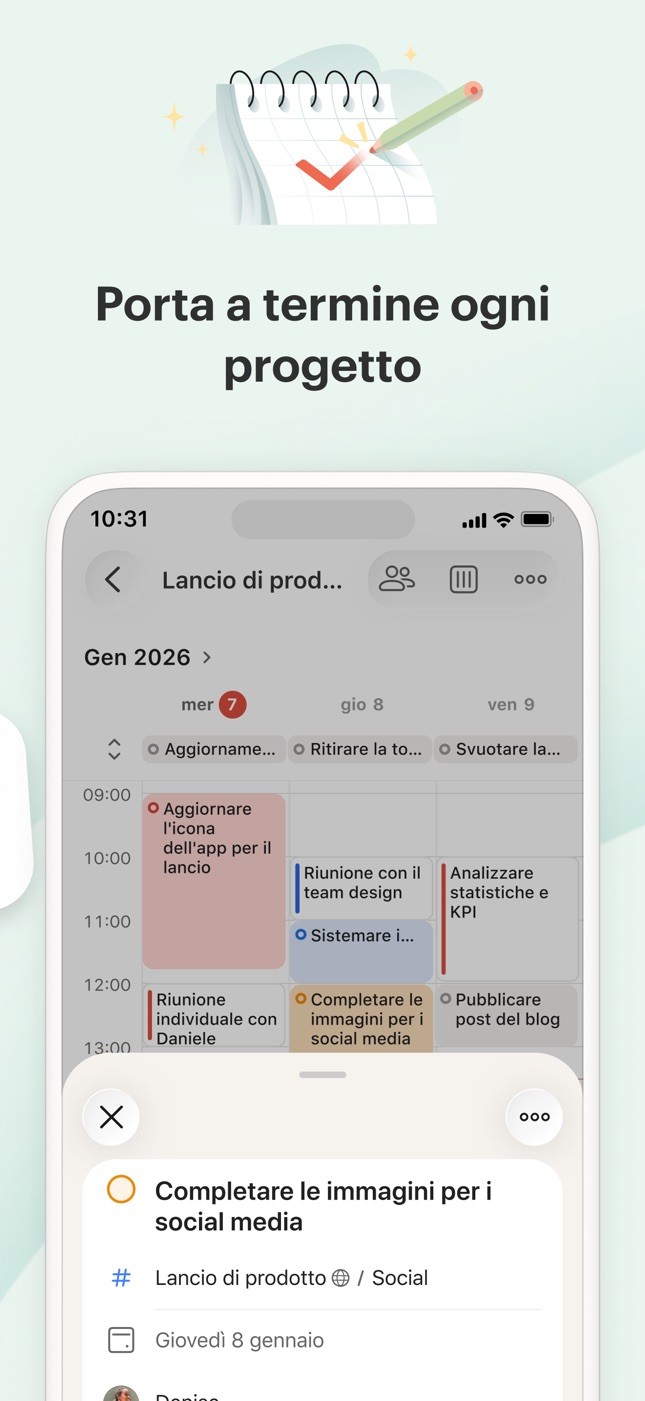 Porta a termine ogni
progetto
10:31
Lancio di prod...
Gen 2026
mer 7
gio 8
ven 9
Aggiorname...
Ritirare la to...
Svuotare la...
09:00
Aggiornare
l'icona
dell'app per il
lancio
10:00
Riunione con il
team design
Analizzare
statistiche e
KPI
11:00
Sistemare i...
12:00
Riunione
individuale con
Daniele
Completare le
immagini per i
social media
Pubblicare
post del blog
13:00
Completare le immagini per i
social media
# Lancio di prodotto / Social
Giovedì 8 gennaio